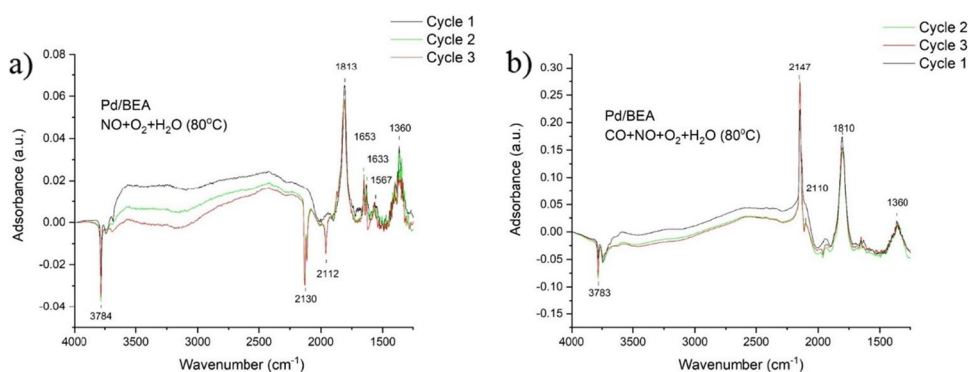 a)
Cycle 1
Cycle 2
Cycle 3
Pd/BEA
NO+O₂+H₂O (80°C)
1813
1653
1633
1567
1360
3784
2130
2112
0.08
0.06
0.04
0.02
0.00
-0.02
-0.04
Adsorbance (a.u.)
4000 3500 3000 2500 2000 1500
Wavenumber (cm⁻¹)
b)
Cycle 2
Cycle 3
Cycle 1
Pd/BEA
CO+NO+O₂+H₂O (80°C)
2147
1810
2110
1360
3783
0.30
0.25
0.20
0.15
0.10
0.05
0.00
-0.05
-0.10
-0.15
Adsorbance (a.u.)
4000 3500 3000 2500 2000 1500
Wavenumber (cm⁻¹)